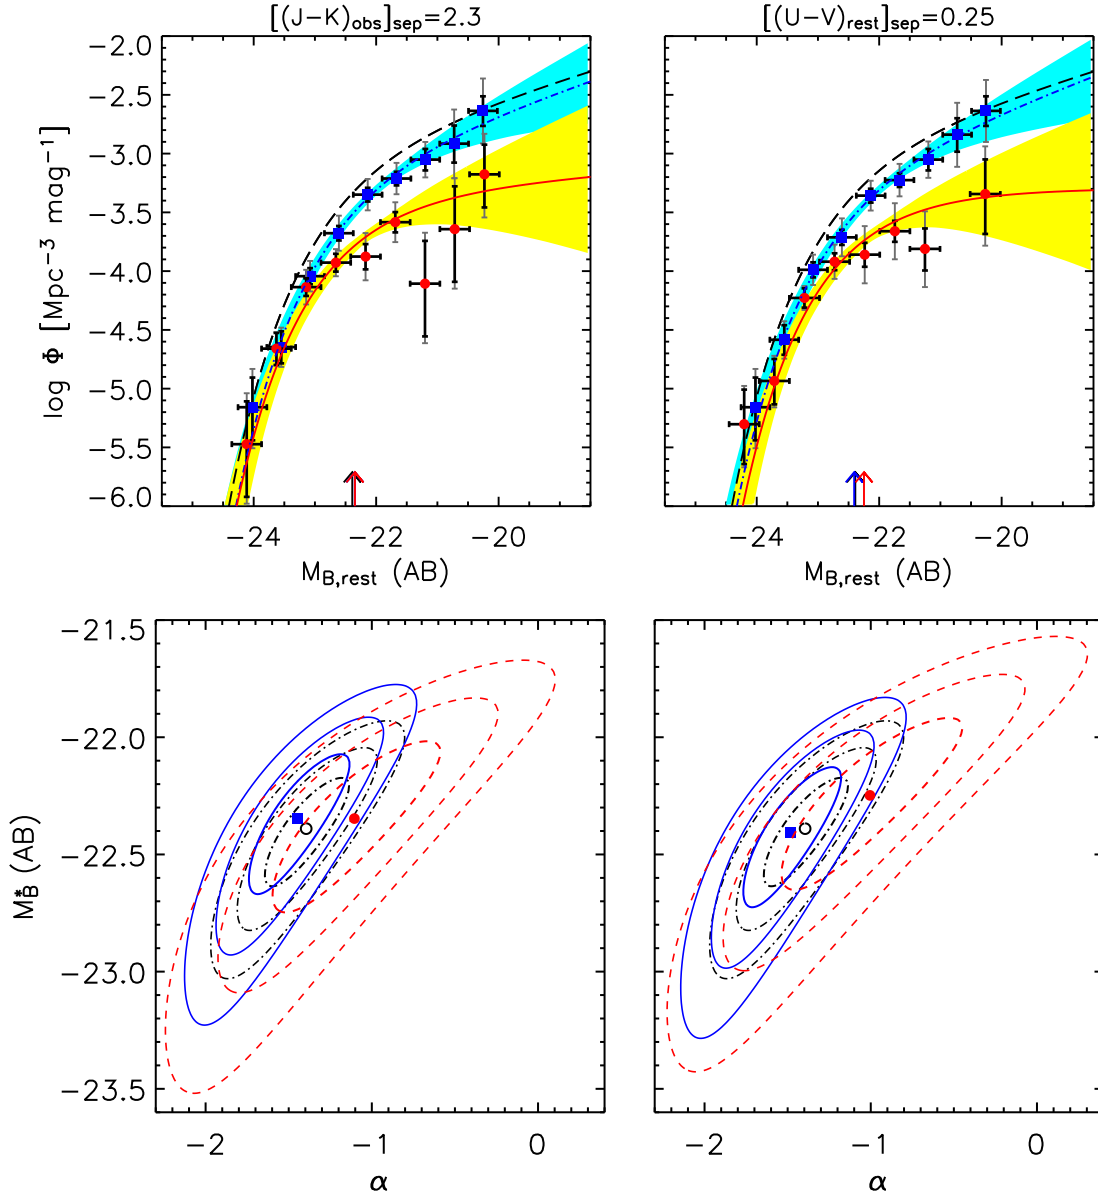 [(J−K)obs]sep=2.3
[(U−V)rest]sep=0.25
−2.0
−2.5
−3.0
−3.5
−4.0
−4.5
−5.0
−5.5
−6.0
log Φ [Mpc−3 mag−1]
−24 −22 −20
−24 −22 −20
MB,rest (AB)
MB,rest (AB)
−21.5
−22.0
−22.5
−23.0
−23.5
M*B (AB)
−2 −1 0
−2 −1 0
α
α